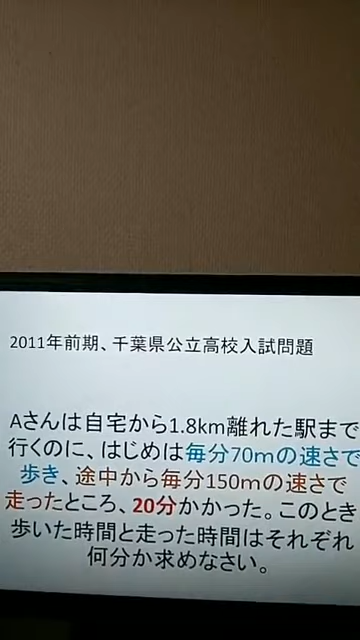 2011年前期、千葉県公立高校入試問題
Aさんは自宅から1.8km離れた駅まで
行くのに、はじめは毎分70mの速さで
歩き、途中から毎分150mの速さで
走ったところ、20分かかった。このとき
歩いた時間と走った時間はそれぞれ
何分か求めなさい。